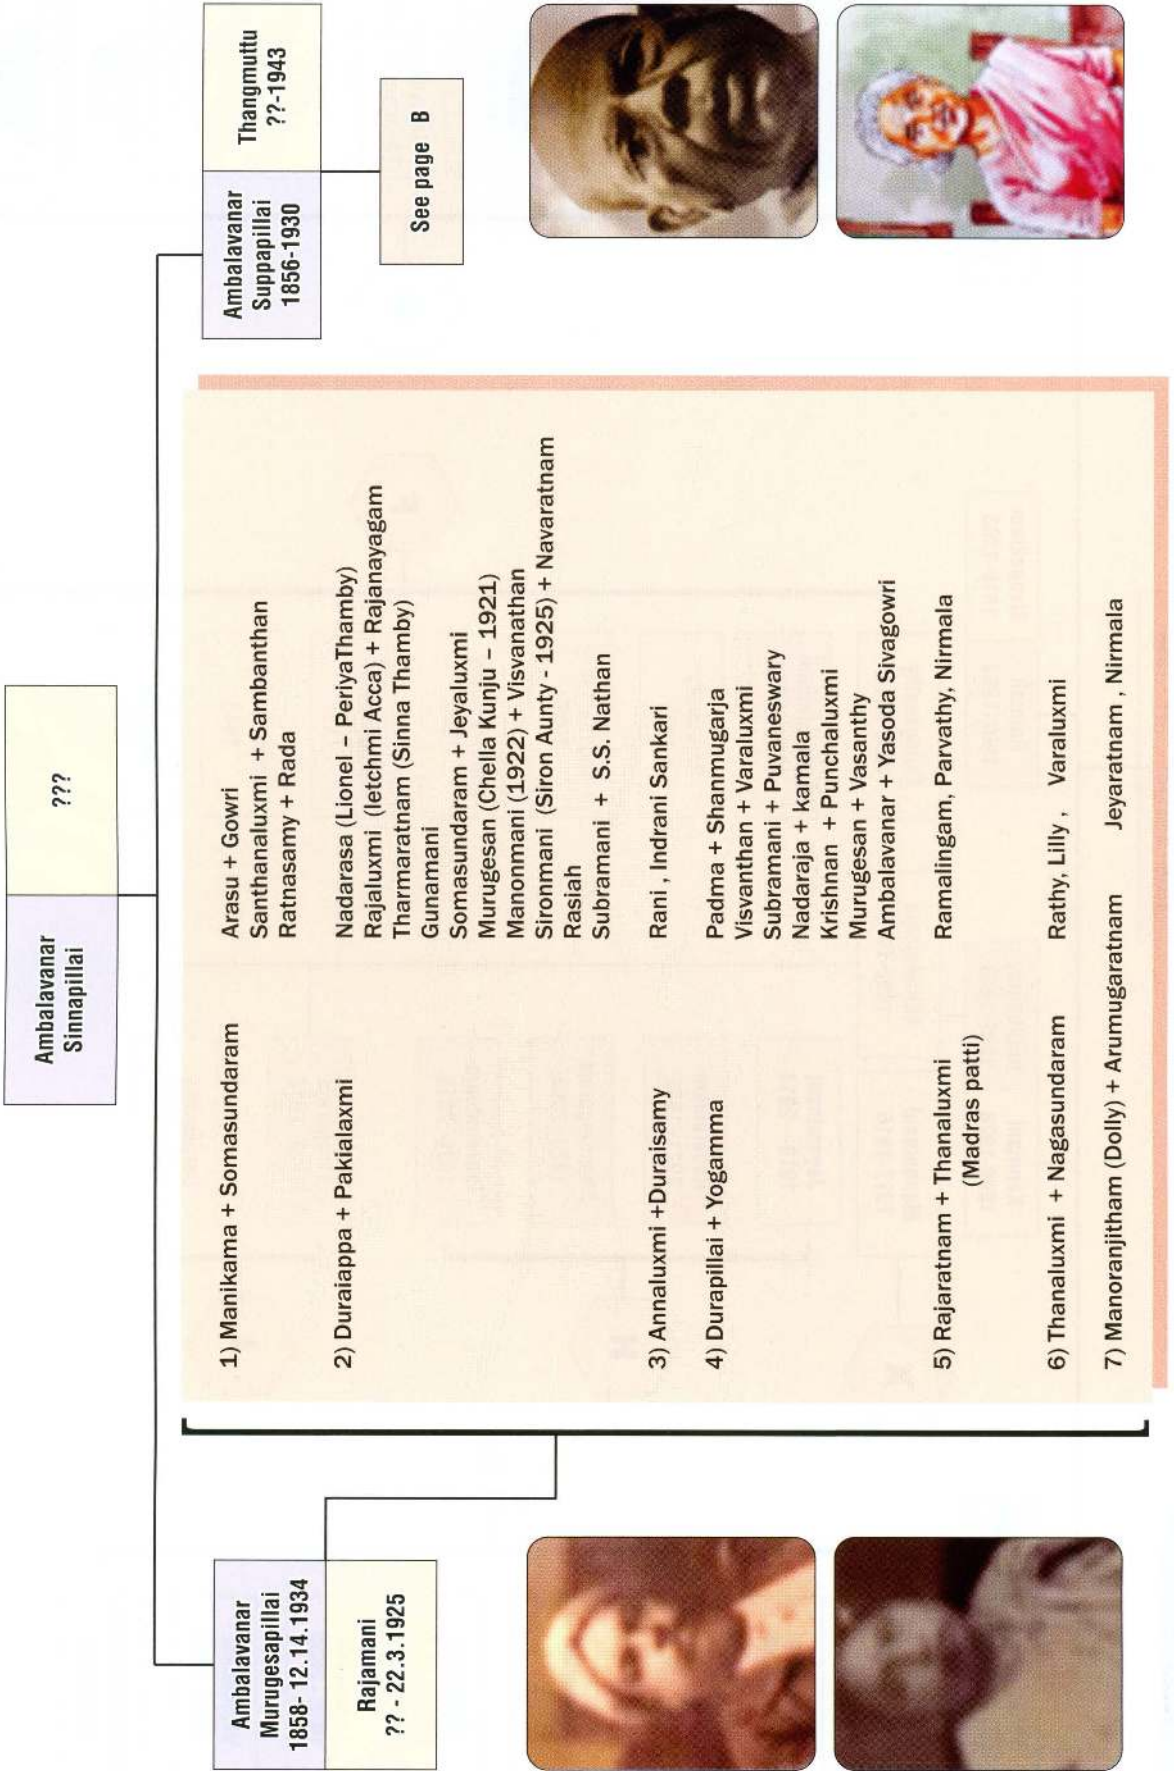 Ambalavanar
Sinnapillai
???
Ambalavanar
Murugesapillai
1858- 12.14.1934
Rajamani
?? - 22.3.1925
Ambalavanar
Suppapillai
1856-1930
Thangmuttu
??-1943
See page B
1) Manikama + Somasundaram
Arasu + Gowri
Santhanaluxmi + Sambanthan
Ratnasamy + Rada
2) Duraiappa + Pakialaxmi
Nadarasa (Lionel – PeriyaThamby)
Rajaluxmi (letchmi Acca) + Rajanayagam
Tharmaratnam (Sinna Thamby)
Gunamani
Somasundaram + Jeyaluxmi
Murugesan (Chella Kunju – 1921)
Manonmani (1922) + Visvanathan
Sironmani (Siron Aunty - 1925) + Navaratnam
Rasiah
Subramani + S.S. Nathan
3) Annaluxmi +Duraisamy
Rani , Indrani Sankari
4) Durapillai + Yogamma
Padma + Shanmugarja
Visvanthan + Varaluxmi
Subramani + Puvaneswary
Nadaraja + kamala
Krishnan + Punchaluxmi
Murugesan + Vasanthy
Ambalavanar + Yasoda Sivagowri
5) Rajaratnam + Thanaluxmi
(Madras patti)
Ramalingam, Parvathy, Nirmala
6) Thanaluxmi + Nagasundaram
Rathy, Lilly , Varaluxmi
7) Manoranjitham (Dolly) + Arumugaratnam
Jeyaratnam , Nirmala